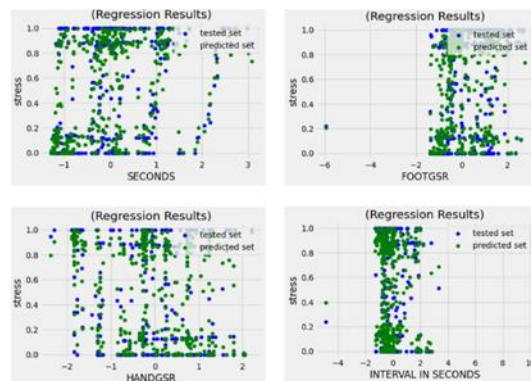 (Regression Results)
tested set
predicted set
1.0
0.8
0.6
0.4
0.2
0.0
stress
-1 0 1 2 3
SECONDS
(Regression Results)
tested set
predicted set
1.0
0.8
0.6
0.4
0.2
0.0
stress
-6 -4 -2 0 2
FOOTGSR
(Regression Results)
tested set
predicted set
1.0
0.8
0.6
0.4
0.2
0.0
stress
-2 -1 0 1 2
HANDGSR
(Regression Results)
tested set
predicted set
1.0
0.8
0.6
0.4
0.2
0.0
stress
-4 -2 0 2 4 6 8 10
INTERVAL IN SECONDS